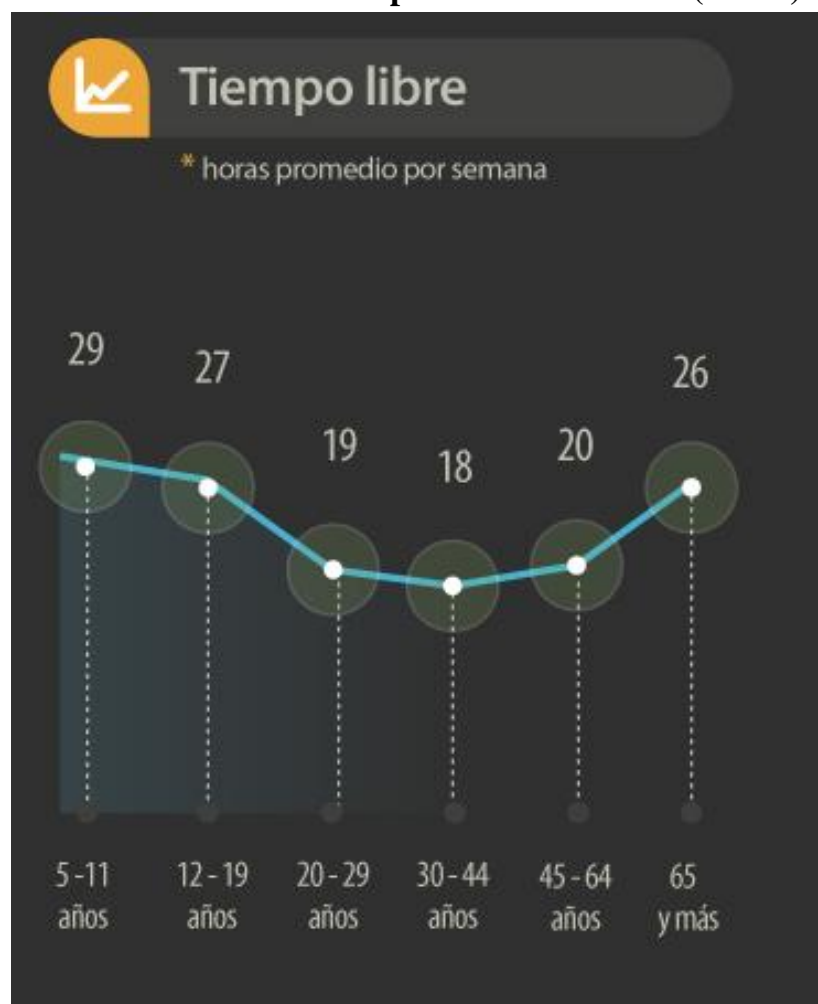 Tiempo libre
* horas promedio por semana
29
27
19
18
20
26
5 -11 años
12 - 19 años
20 - 29 años
30 - 44 años
45 - 64 años
65 y más